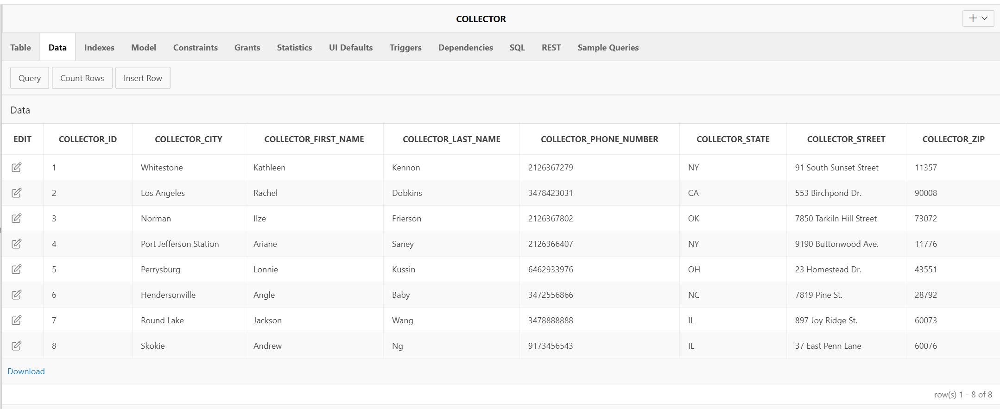 COLLECTOR
Table Data Indexes Model Constraints Grants Statistics UI Defaults Triggers Dependencies SQL REST Sample Queries
Query Count Rows Insert Row
Data
EDIT COLLECTOR_ID COLLECTOR_CITY COLLECTOR_FIRST_NAME COLLECTOR_LAST_NAME COLLECTOR_PHONE_NUMBER COLLECTOR_STATE COLLECTOR_STREET COLLECTOR_ZIP
1 Whitestone Kathleen Kennon 2126367279 NY 91 South Sunset Street 11357
2 Los Angeles Rachel Dobkins 3478423031 CA 553 Birchpond Dr. 90008
3 Norman Ilze Frierson 2126367802 OK 7850 Tarkiln Hill Street 73072
4 Port Jefferson Station Ariane Saney 2126366407 NY 9190 Buttonwood Ave. 11776
5 Perrysburg Lonnie Kussin 6462933976 OH 23 Homestead Dr. 43551
6 Hendersonville Angle Baby 3472556866 NC 7819 Pine St. 28792
7 Round Lake Jackson Wang 3478888888 IL 897 Joy Ridge St. 60073
8 Skokie Andrew Ng 9173456543 IL 37 East Penn Lane 60076
Download
row(s) 1 - 8 of 8